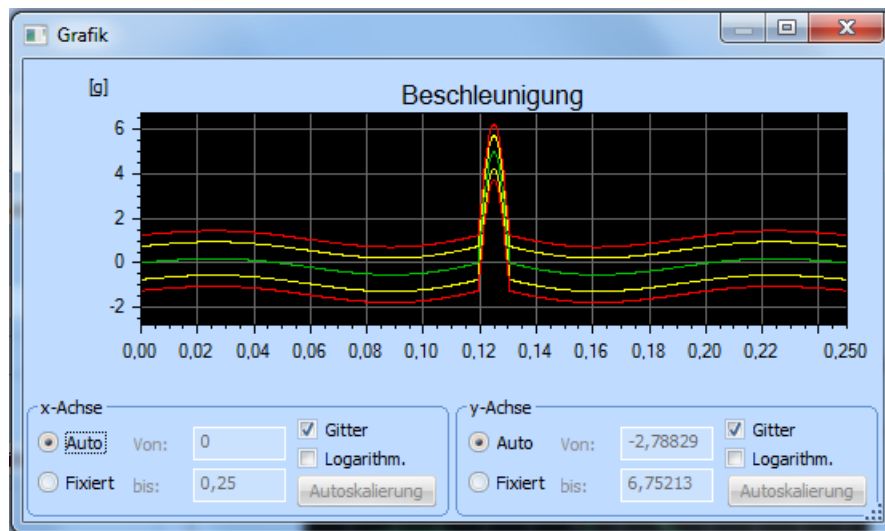 Grafik
[g]
Beschleunigung
6
4
2
0
-2
0,00 0,02 0,04 0,06 0,08 0,10 0,12 0,14 0,16 0,18 0,20 0,22 0,250
x-Achse
Auto Von: 0
Fixiert bis: 0,25
Gitter
Logarithm.
Autoskalierung
y-Achse
Auto Von: -2,78829
Fixiert bis: 6,75213
Gitter
Logarithm.
Autoskalierung